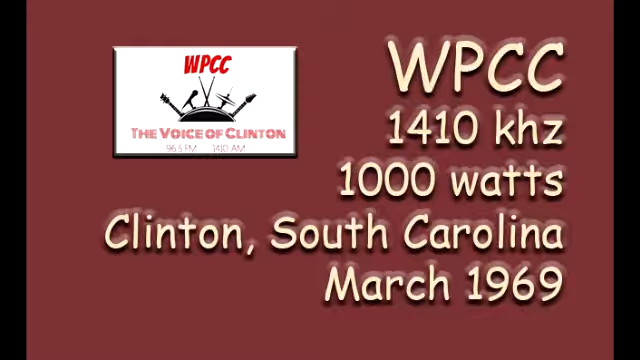 WPCC
THE VOICE OF CLINTON
96.5 FM 1410 AM
WPCC
1410 khz
1000 watts
Clinton, South Carolina
March 1969